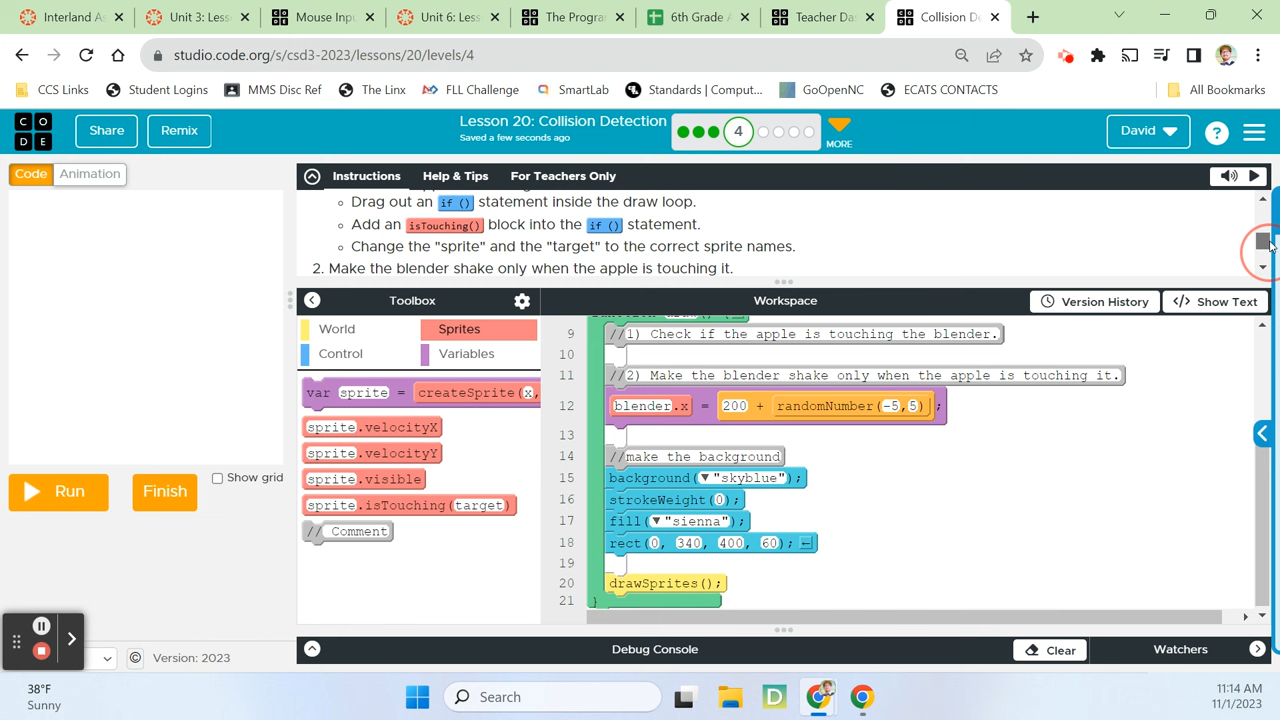 Interland As
Unit 3: Less
Mouse Inpu
Unit 6: Less
The Program
6th Grade A
Teacher Da
Collision De
studio.code.org/s/csd3-2023/lessons/20/levels/4
CCS Links
Student Logins
MMS Disc Ref
The Linx
FLL Challenge
SmartLab
Standards | Comput...
GoOpenNC
ECATS CONTACTS
All Bookmarks
C O
D E
Share
Remix
Lesson 20: Collision Detection
Saved a few seconds ago
4
MORE
David
?
Code
Animation
Instructions
Help & Tips
For Teachers Only
Drag out an if () statement inside the draw loop.
Add an isTouching() block into the if () statement.
Change the "sprite" and the "target" to the correct sprite names.
2. Make the blender shake only when the apple is touching it.
Toolbox
Workspace
Version History
</> Show Text
World
Sprites
Control
Variables
var sprite = createSprite(x,
sprite.velocityX
sprite.velocityY
sprite.visible
sprite.isTouching(target)
// Comment
9 //1) Check if the apple is touching the blender.
10
11 //2) Make the blender shake only when the apple is touching it.
12 blender.x = 200 + randomNumber(-5,5) ;
13
14 //make the background
15 background( "skyblue");
16 strokeWeight(0);
17 fill( "sienna");
18 rect(0, 340, 400, 60);
19
20 drawSprites();
21 }
Run
Finish
Show grid
Debug Console
Clear
Watchers
© Version: 2023
38°F
Sunny
Search
11:14 AM
11/1/2023